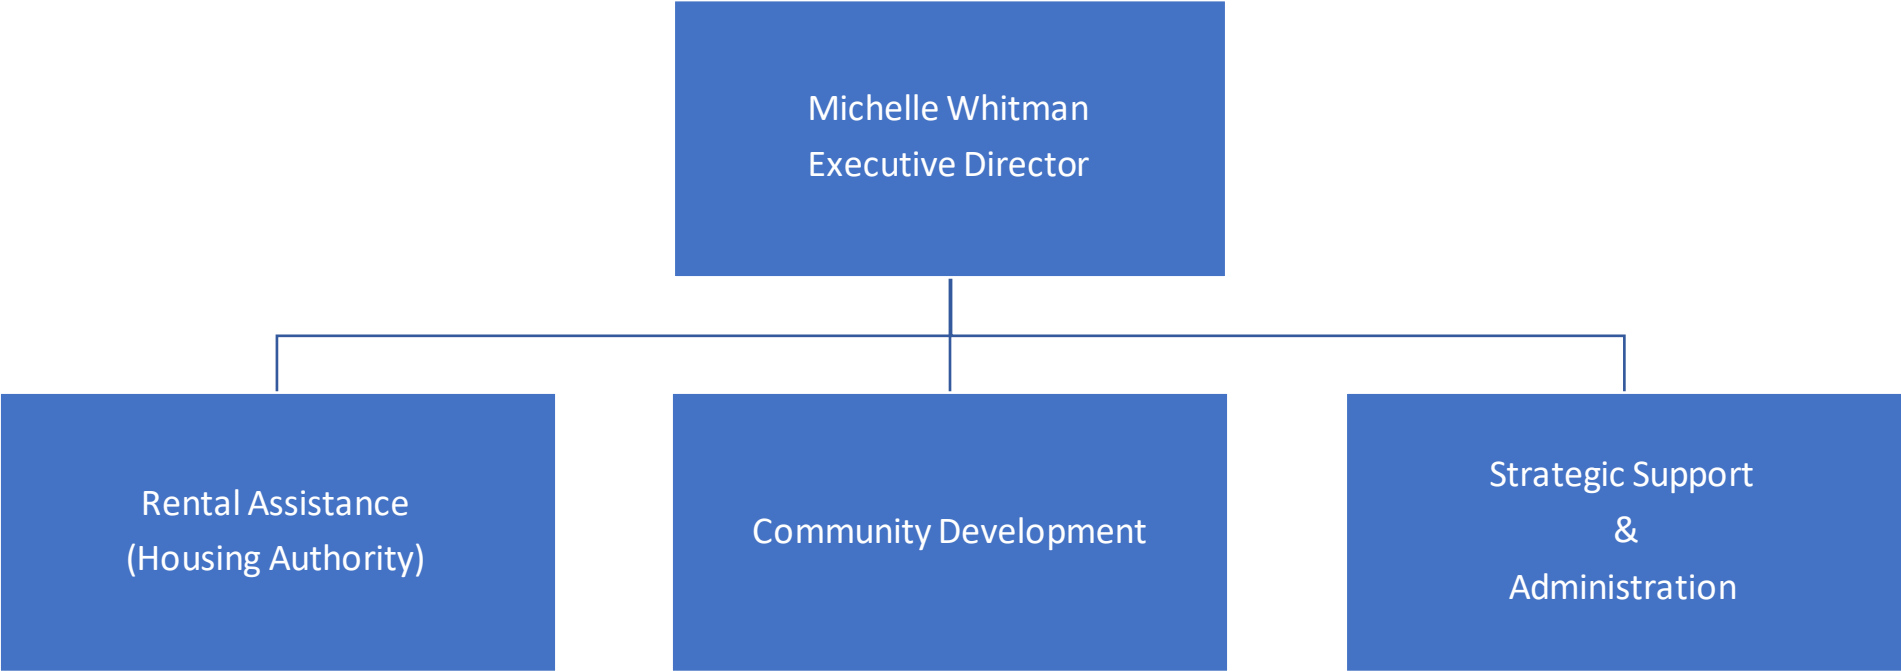 Michelle Whitman
Executive Director
Rental Assistance
(Housing Authority)
Community Development
Strategic Support
&
Administration